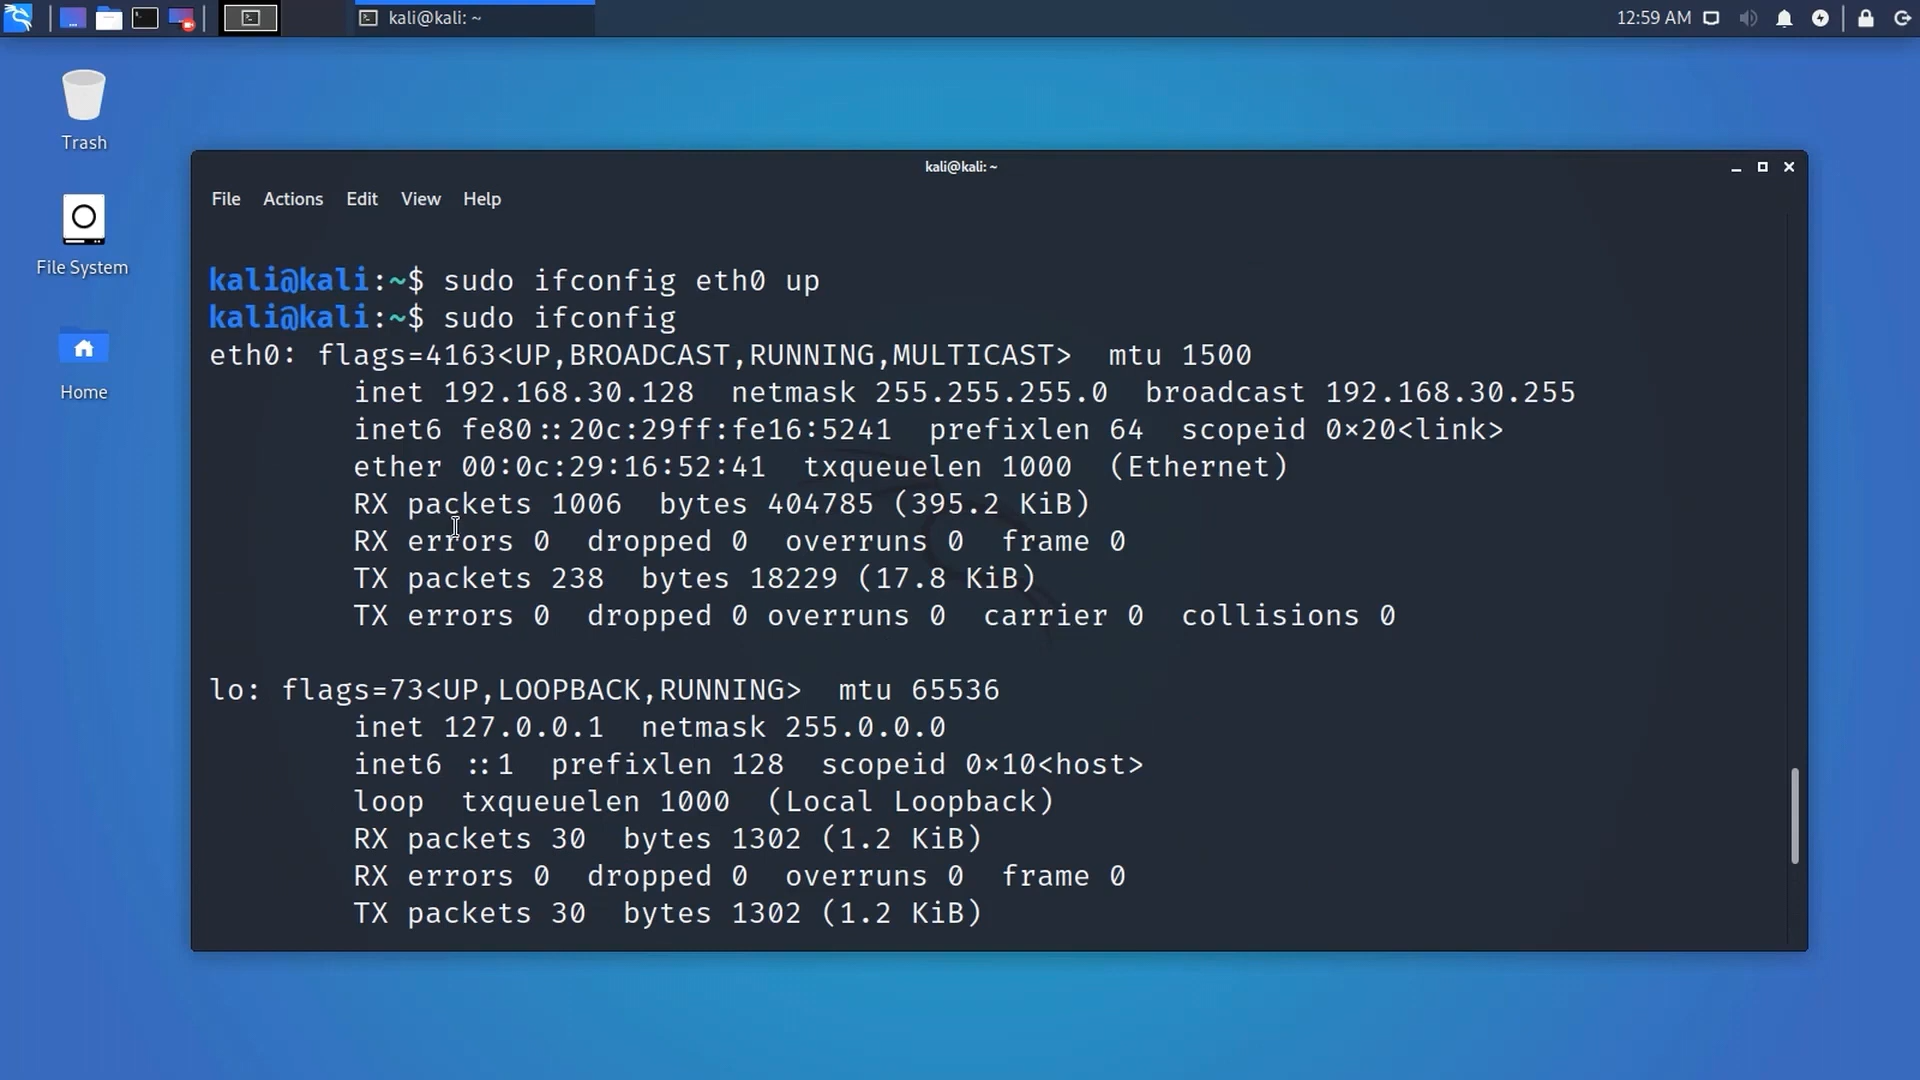 kali@kali: ~
12:59 AM
Trash
File System
Home
kali@kali: ~
File Actions Edit View Help
kali@kali:~$ sudo ifconfig eth0 up
kali@kali:~$ sudo ifconfig
eth0: flags=4163<UP,BROADCAST,RUNNING,MULTICAST>  mtu 1500
inet 192.168.30.128  netmask 255.255.255.0  broadcast 192.168.30.255
inet6 fe80::20c:29ff:fe16:5241  prefixlen 64  scopeid 0×20<link>
ether 00:0c:29:16:52:41  txqueuelen 1000  (Ethernet)
RX packets 1006  bytes 404785 (395.2 KiB)
RX errors 0  dropped 0  overruns 0  frame 0
TX packets 238  bytes 18229 (17.8 KiB)
TX errors 0  dropped 0 overruns 0  carrier 0  collisions 0
lo: flags=73<UP,LOOPBACK,RUNNING>  mtu 65536
inet 127.0.0.1  netmask 255.0.0.0
inet6 ::1  prefixlen 128  scopeid 0×10<host>
loop  txqueuelen 1000  (Local Loopback)
RX packets 30  bytes 1302 (1.2 KiB)
RX errors 0  dropped 0  overruns 0  frame 0
TX packets 30  bytes 1302 (1.2 KiB)